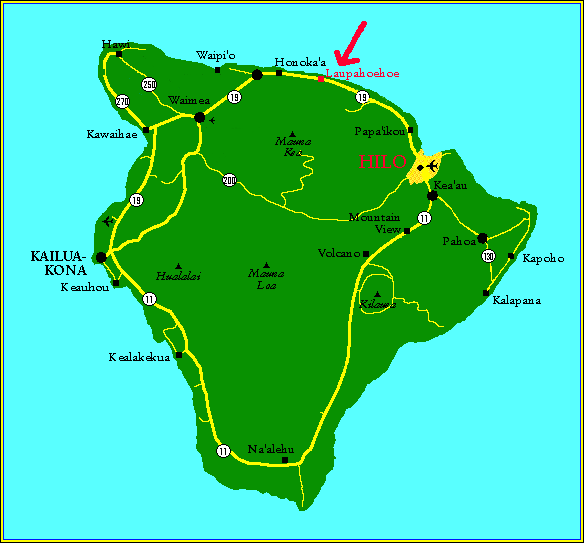 Hawi
Waipi'o
Honoka'a
Laupahoehoe
250
270
Waimea
19
19
Kawaihae
Papa'ikou
Mauna
Kea
HILO
200
Kea'au
19
Mountain
View
11
Pahoa
KAILUA-
KONA
Volcano
130
Kapoho
Hualalai
Mauna
Loa
Keauhou
11
Kilauea
Kalapana
Kealakekua
Na'alehu
11